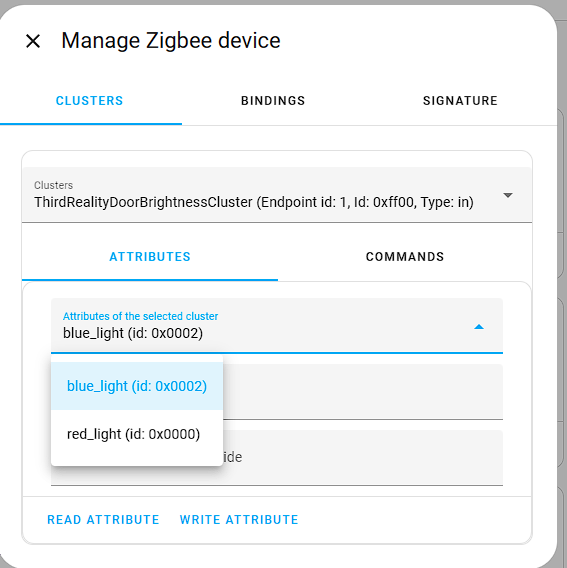 Manage Zigbee device
CLUSTERS
BINDINGS
SIGNATURE
Clusters
ThirdRealityDoorBrightnessCluster (Endpoint id: 1, Id: 0xff00, Type: in)
ATTRIBUTES
COMMANDS
Attributes of the selected cluster
blue_light (id: 0x0002)
blue_light (id: 0x0002)
red_light (id: 0x0000)
ide
READ ATTRIBUTE
WRITE ATTRIBUTE